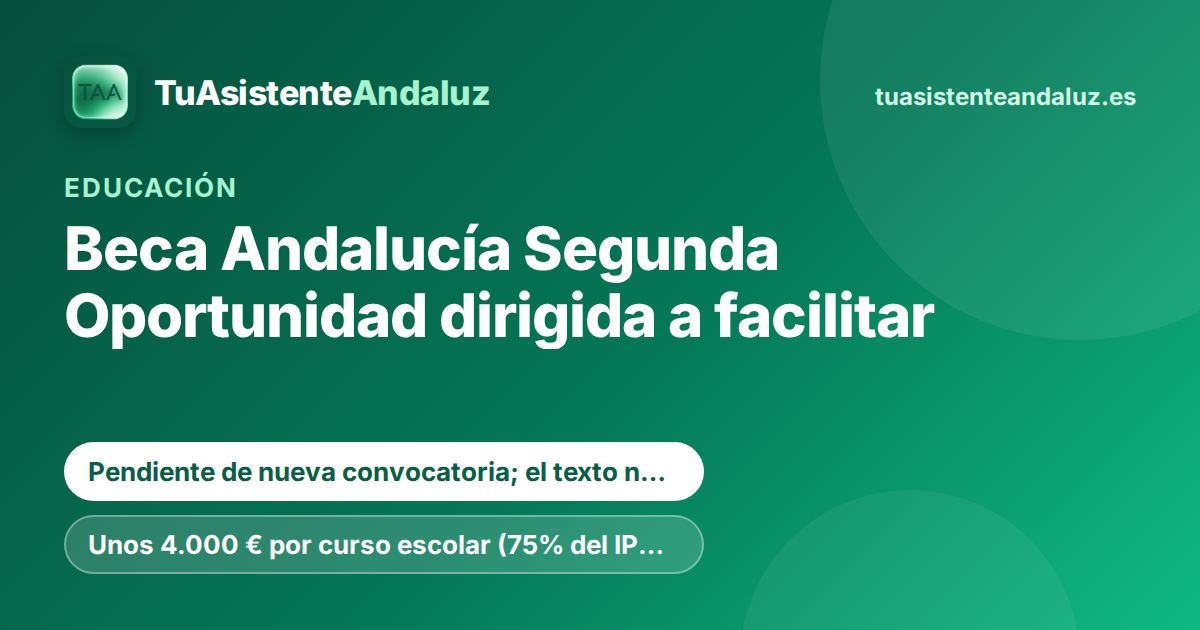 TAA
TuAsistenteAndaluz
tuasistenteandaluz.es
EDUCACIÓN
Beca Andalucía Segunda
Oportunidad dirigida a facilitar
Pendiente de nueva convocatoria; el texto n...
Unos 4.000 € por curso escolar (75% del IP...